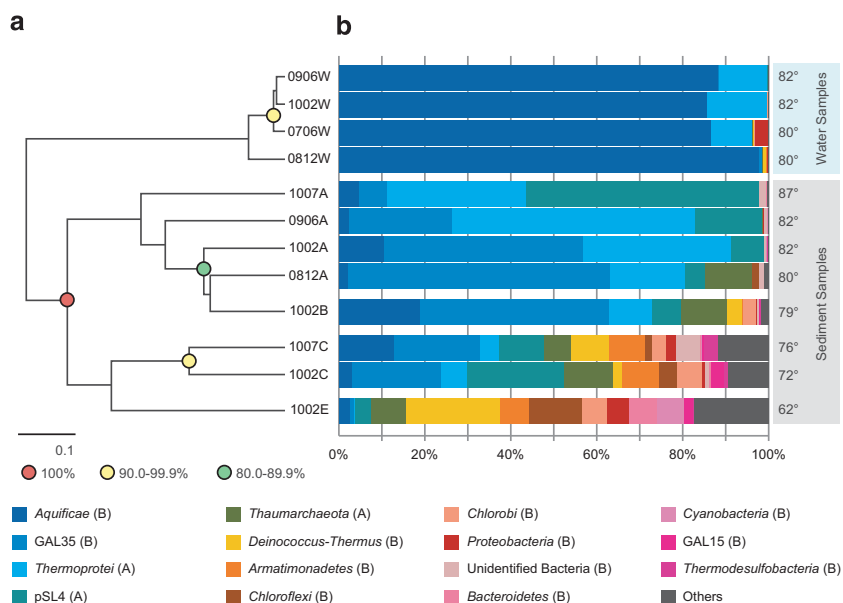 a
b
0906W
82°
1002W
82°
0706W
80°
0812W
80°
Water Samples
1007A
87°
0906A
82°
1002A
82°
0812A
80°
1002B
79°
1007C
76°
1002C
72°
1002E
62°
Sediment Samples
0.1
0%
20%
40%
60%
80%
100%
100%
90.0-99.9%
80.0-89.9%
Aquificae (B)
GAL35 (B)
Thermoprotei (A)
pSL4 (A)
Thaumarchaeota (A)
Deinococcus-Thermus (B)
Armatimonadetes (B)
Chloroflexi (B)
Chlorobi (B)
Proteobacteria (B)
Unidentified Bacteria (B)
Bacteroidetes (B)
Cyanobacteria (B)
GAL15 (B)
Thermodesulfobacteria (B)
Others